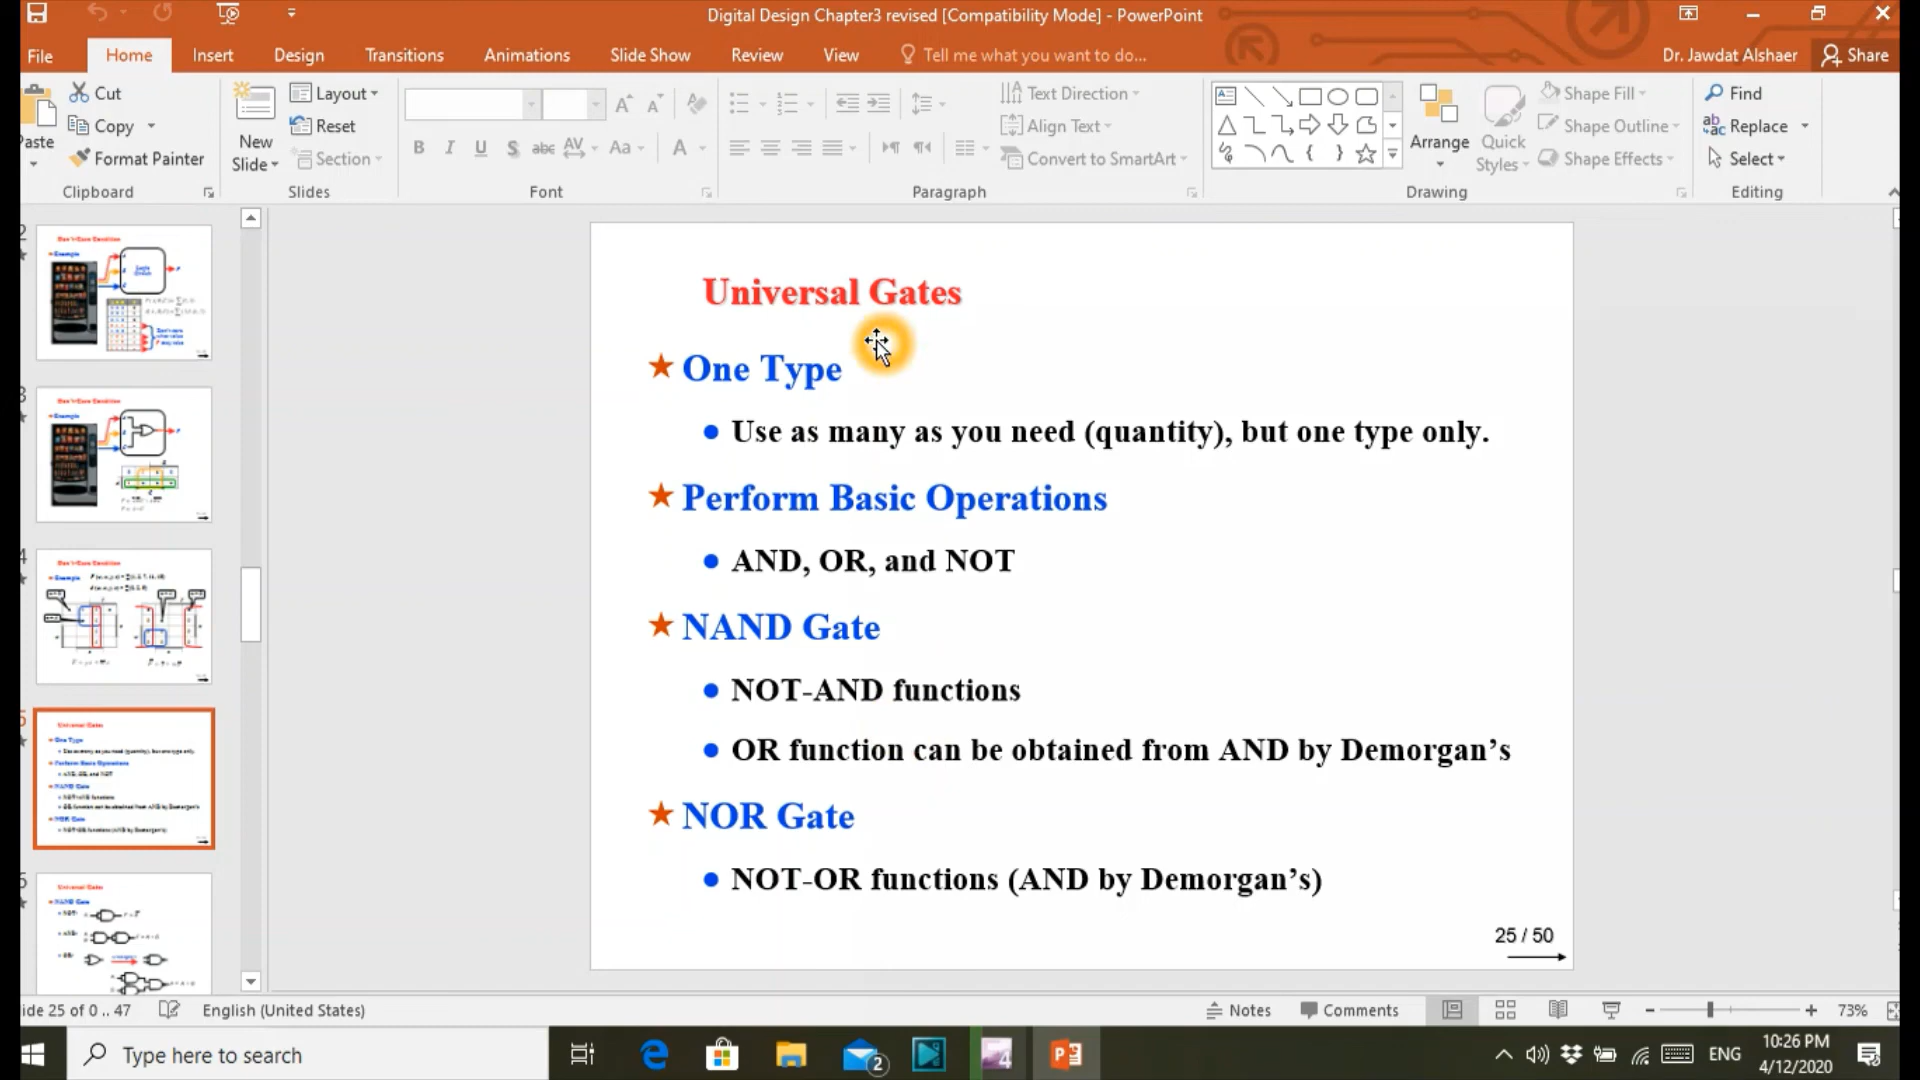 Digital Design Chapter3 revised [Compatibility Mode] - PowerPoint
File
Home
Insert
Design
Transitions
Animations
Slide Show
Review
View
Tell me what you want to do...
Dr. Jawdat Alshaer
Share
Paste
Cut
Copy
Format Painter
Clipboard
New
Slide
Layout
Reset
Section
Slides
Font
Text Direction
Align Text
Convert to SmartArt
Paragraph
Arrange
Quick
Styles
Shape Fill
Shape Outline
Shape Effects
Drawing
Find
Replace
Select
Editing
Universal Gates
One Type
Use as many as you need (quantity), but one type only.
Perform Basic Operations
AND, OR, and NOT
NAND Gate
NOT-AND functions
OR function can be obtained from AND by Demorgan's
NOR Gate
NOT-OR functions (AND by Demorgan's)
25 / 50
ide 25 of 0 .. 47
English (United States)
Notes
Comments
73%
Type here to search
2
ENG
10:26 PM
4/12/2020